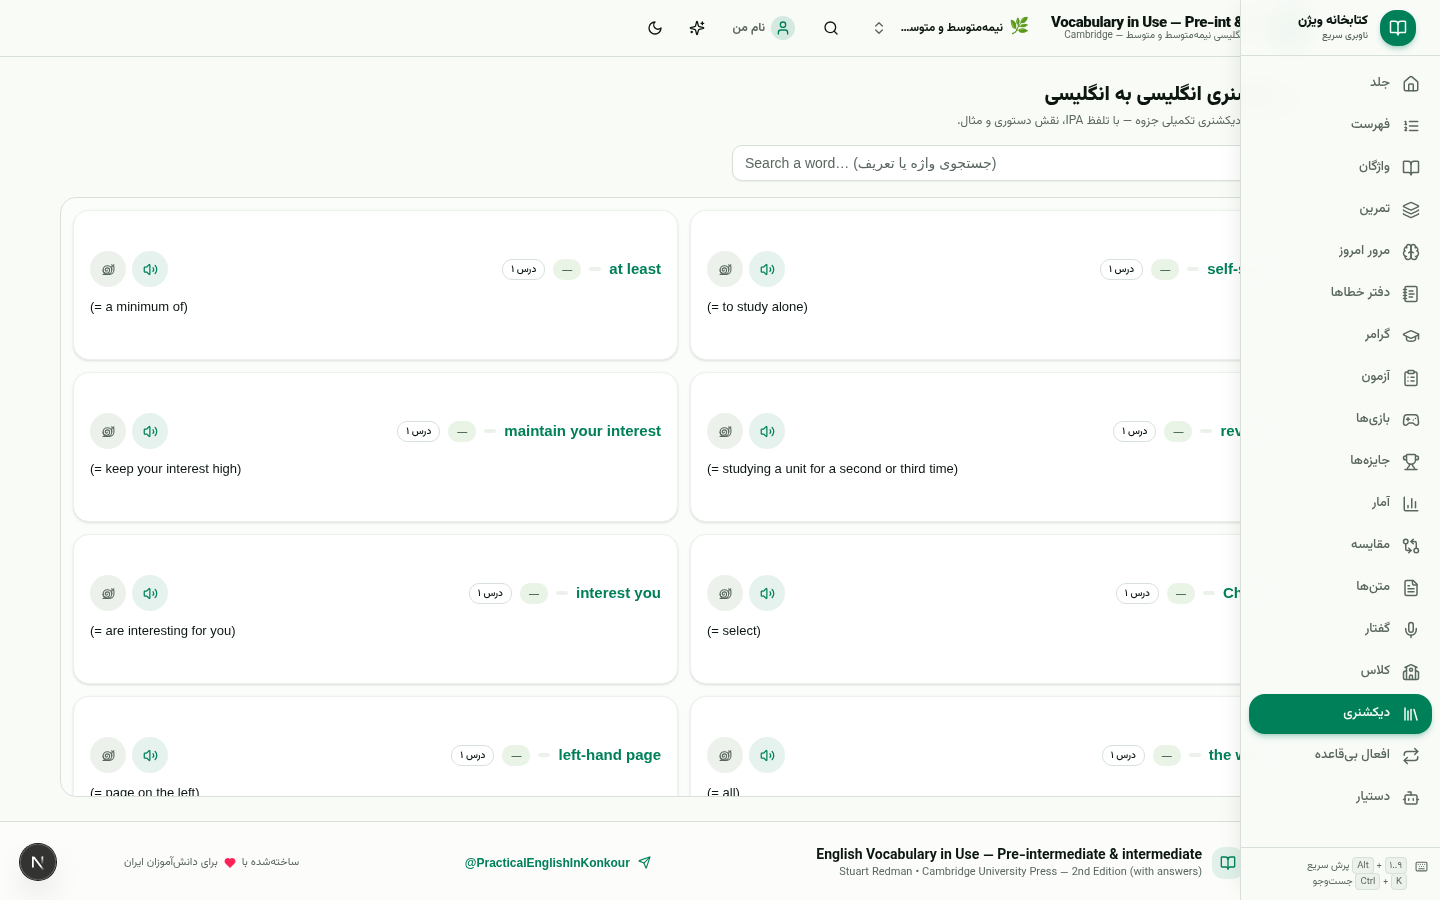 کتابخانه ویژن
ناوبری سریع
Vocabulary in Use — Pre-int &
گلیسی نیمه‌متوسط و متوسط — Cambridge
🌿 نیمه‌متوسط و متوس...
نام من
جلد
فهرست
واژگان
تمرین
مرور امروز
دفتر خطاها
گرامر
آزمون
بازی‌ها
جایزه‌ها
آمار
مقایسه
متن‌ها
گفتار
کلاس
دیکشنری
افعال بی‌قاعده
دستیار
Alt + ۱..۹ پرش سریع
Ctrl + K جست‌وجو
انگلیسی به انگلیسی
دیکشنری تکمیلی جزوه — با تلفظ IPA، نقش دستوری و مثال.
Search a word… (جستجوی واژه یا تعریف)
— درس ۱
(= to study alone)
at least — درس ۱
(= a minimum of)
— درس ۱
(= studying a unit for a second or third time)
maintain your interest — درس ۱
(= keep your interest high)
— درس ۱
(= select)
interest you — درس ۱
(= are interesting for you)
the — درس ۱
(= all)
left-hand page — درس ۱
(= page on the left)
English Vocabulary in Use — Pre-intermediate & intermediate
Stuart Redman • Cambridge University Press — 2nd Edition (with answers)
@PracticalEnglishInKonkour
ساخته‌شده با ❤ برای دانش‌آموزان ایران
N